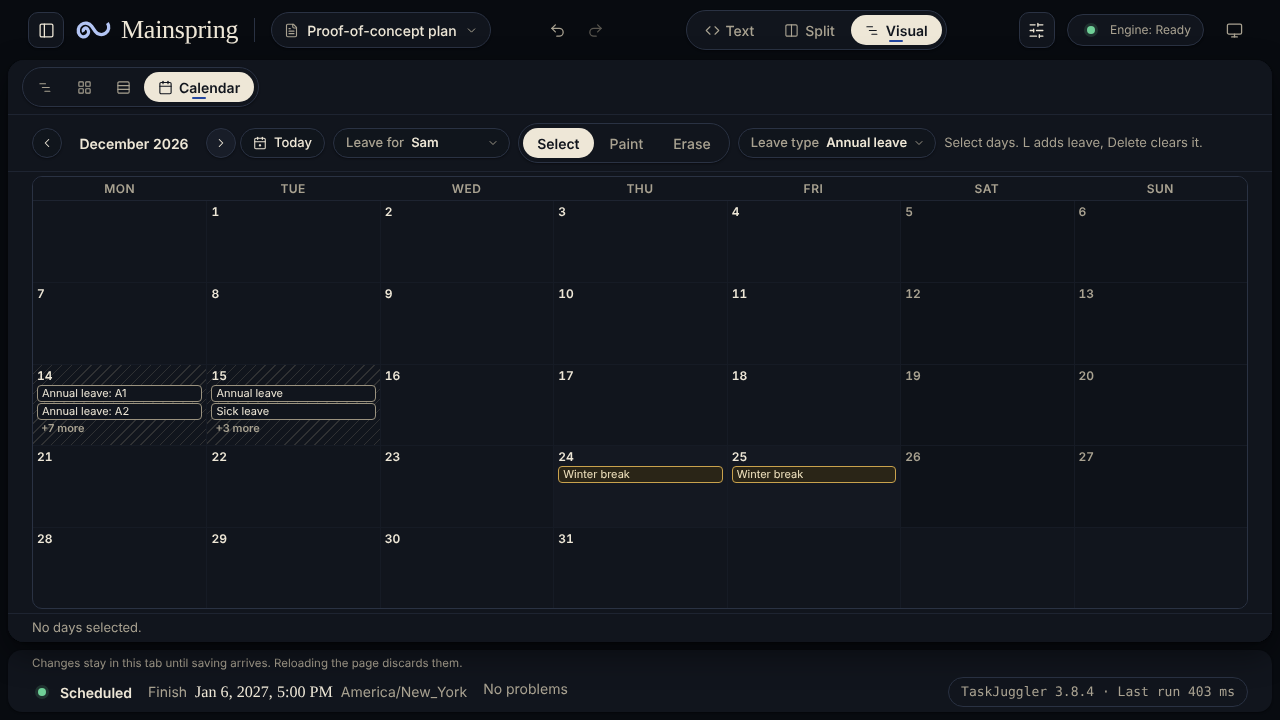 Mainspring
Proof-of-concept plan
Text
Split
Visual
Engine: Ready
Calendar
December 2026
Today
Leave for Sam
Select
Paint
Erase
Leave type Annual leave
Select days. L adds leave, Delete clears it.
MON TUE WED THU FRI SAT SUN
1 2 3 4 5 6
7 8 9 10 11 12 13
14 15 16 17 18 19 20
Annual leave: A1 Annual leave
Annual leave: A2 Sick leave
+7 more +3 more
21 22 23 24 25 26 27
Winter break Winter break
28 29 30 31
No days selected.
Changes stay in this tab until saving arrives. Reloading the page discards them.
Scheduled Finish Jan 6, 2027, 5:00 PM America/New_York No problems
TaskJuggler 3.8.4 · Last run 403 ms